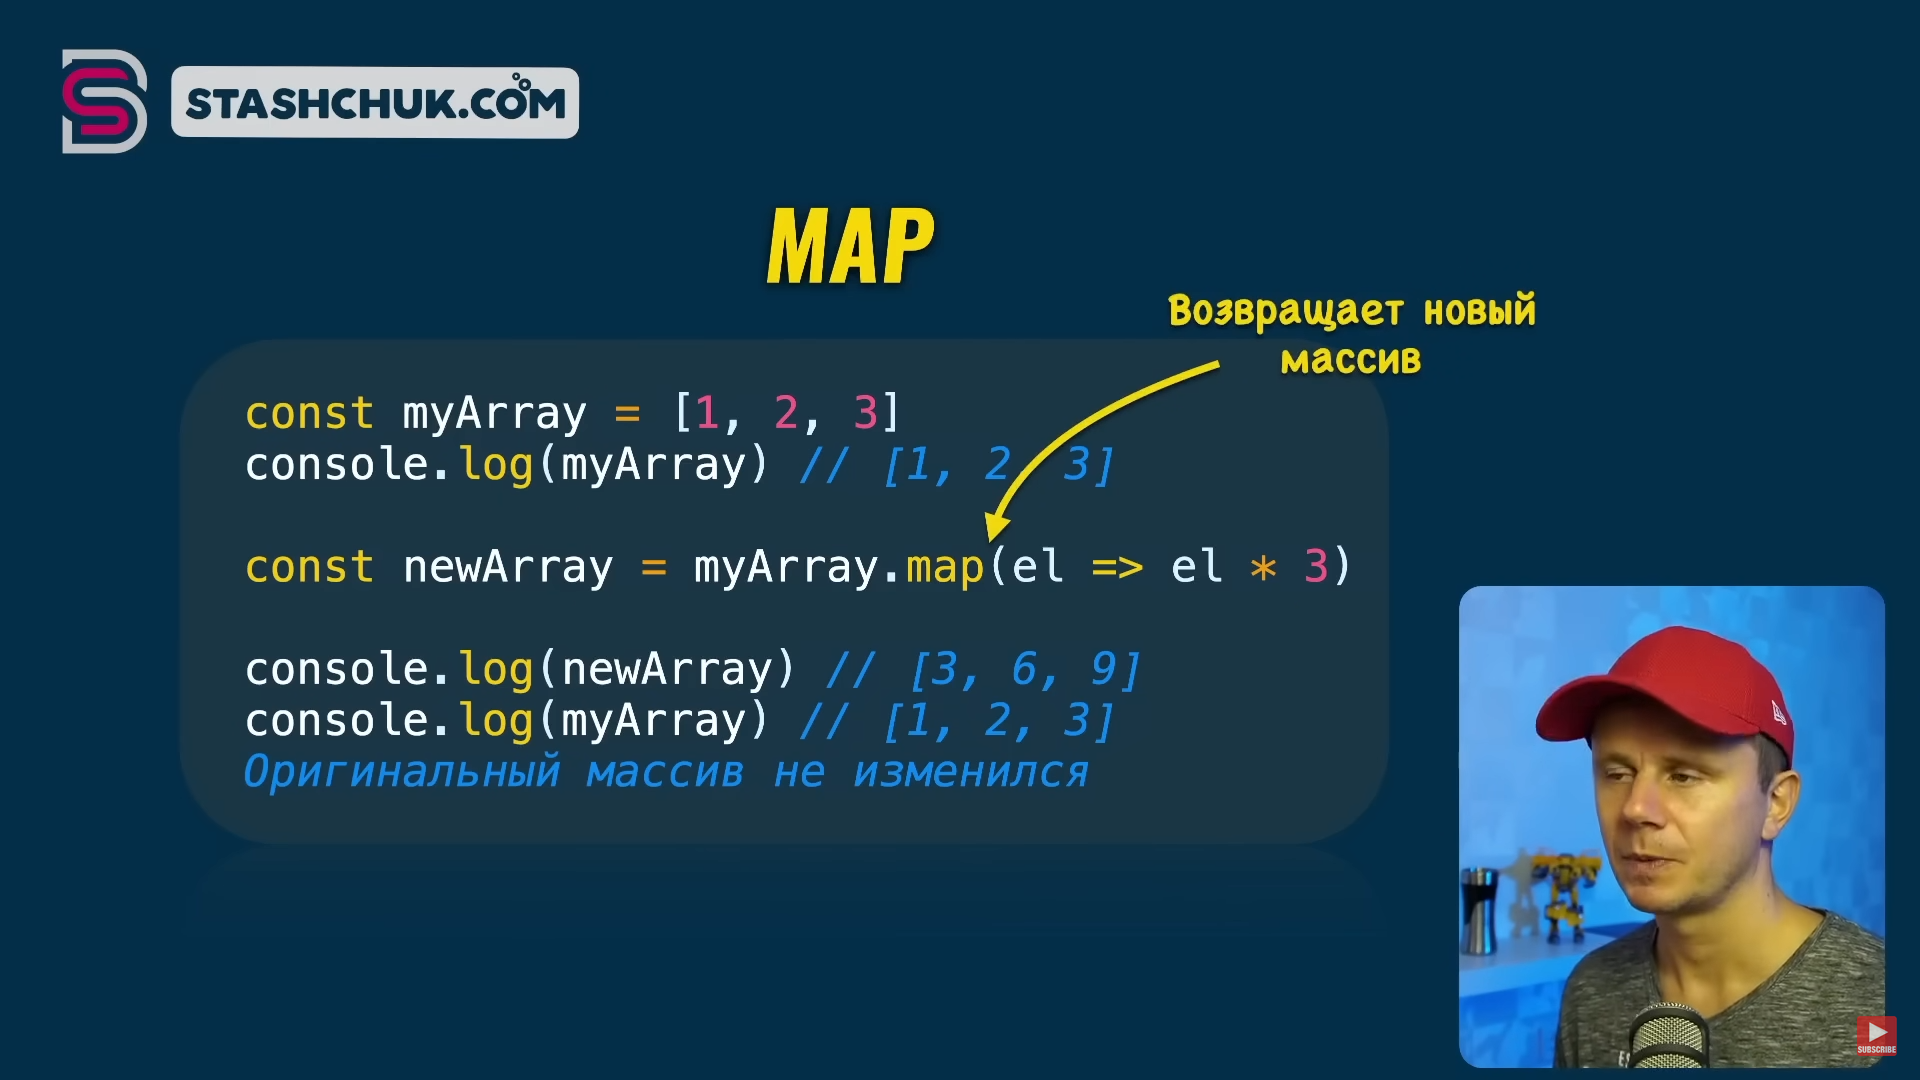 STASHCHUK.COM
MAP
Возвращает новый
массив
const myArray = [1, 2, 3]
console.log(myArray) // [1, 2, 3]
const newArray = myArray.map(el => el * 3)
console.log(newArray) // [3, 6, 9]
console.log(myArray) // [1, 2, 3]
Оригинальный массив не изменился
SUBSCRIBE